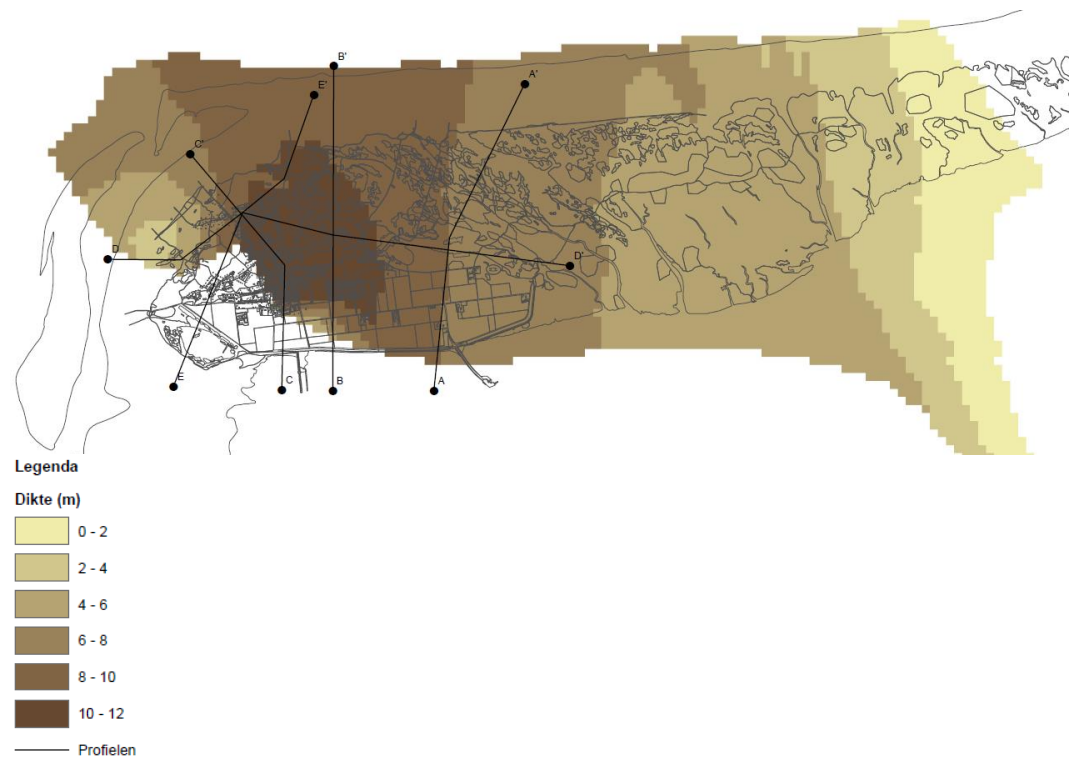 B'
A'
E'
C'
D
D'
E
C
B
A
Legenda
Dikte (m)
0 - 2
2 - 4
4 - 6
6 - 8
8 - 10
10 - 12
Profielen